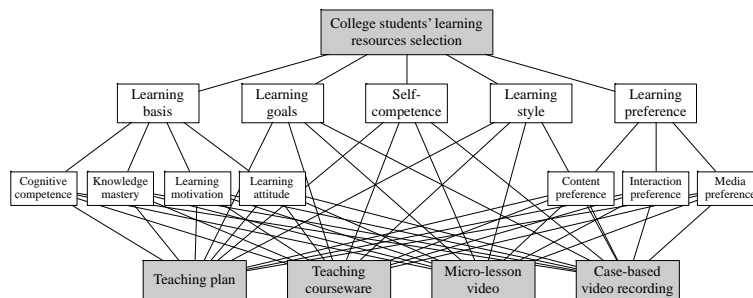 College students' learning
resources selection
Learning
basis
Learning
goals
Self-
competence
Learning
style
Learning
preference
Cognitive
competence
Knowledge
mastery
Learning
motivation
Learning
attitude
Content
preference
Interaction
preference
Media
preference
Teaching plan
Teaching
courseware
Micro-lesson
video
Case-based
video recording